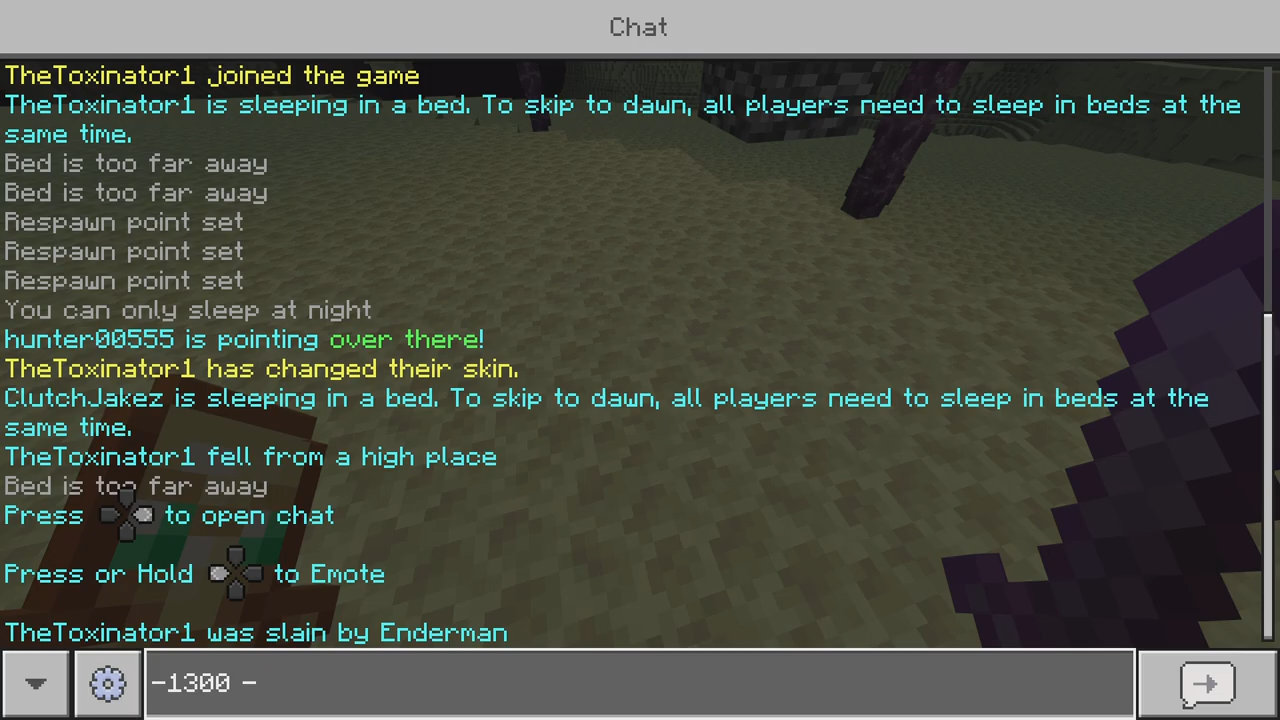 Chat
TheToxinator1 joined the game
TheToxinator1 is sleeping in a bed. To skip to dawn, all players need to sleep in beds at the
same time.
Bed is too far away
Bed is too far away
Respawn point set
Respawn point set
Respawn point set
You can only sleep at night
hunter00555 is pointing over there!
TheToxinator1 has changed their skin.
ClutchJakez is sleeping in a bed. To skip to dawn, all players need to sleep in beds at the
same time.
TheToxinator1 fell from a high place
Bed is too far away
Press to open chat
Press or Hold to Emote
TheToxinator1 was slain by Enderman
-1300 -